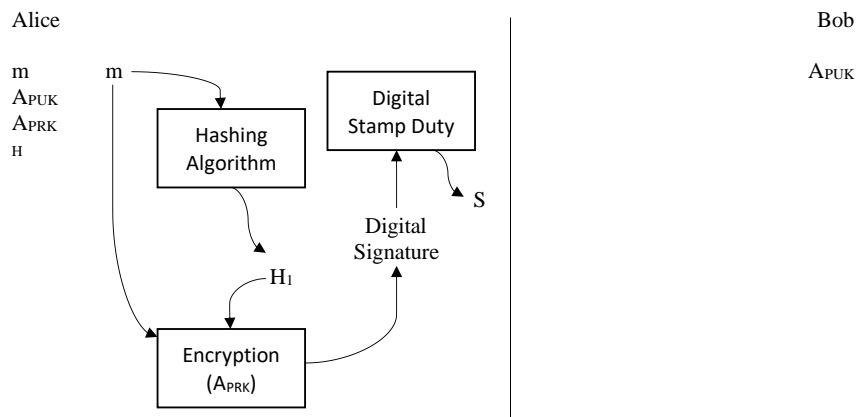 Alice
Bob
m
m
APUK
APUK
APRK
H
Hashing
Algorithm
Digital
Stamp Duty
S
Digital
Signature
H1
Encryption
(APRK)